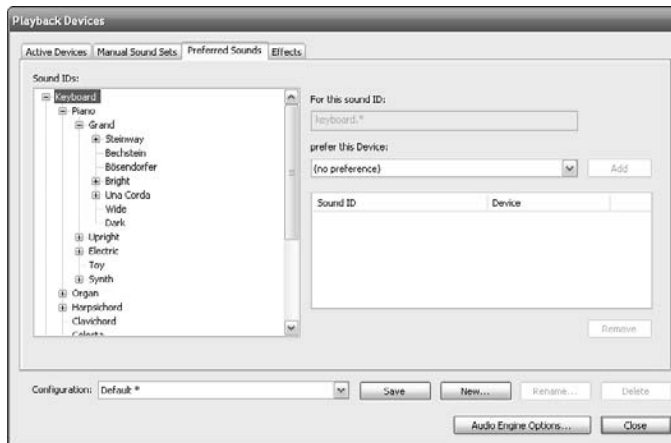 Playback Devices
Active Devices Manual Sound Sets Preferred Sounds Effects
Sound IDs:
Keyboard
Piano
Grand
Steinway
Bechstein
Bösendorfer
Bright
Una Corda
Wide
Dark
Upright
Electric
Toy
Synth
Organ
Harpsichord
Clavichord
Celesta
For this sound ID:
keyboard.*
prefer this Device:
(no preference) Add
Sound ID Device
Remove
Configuration: Default * Save New... Rename... Delete
Audio Engine Options... Close